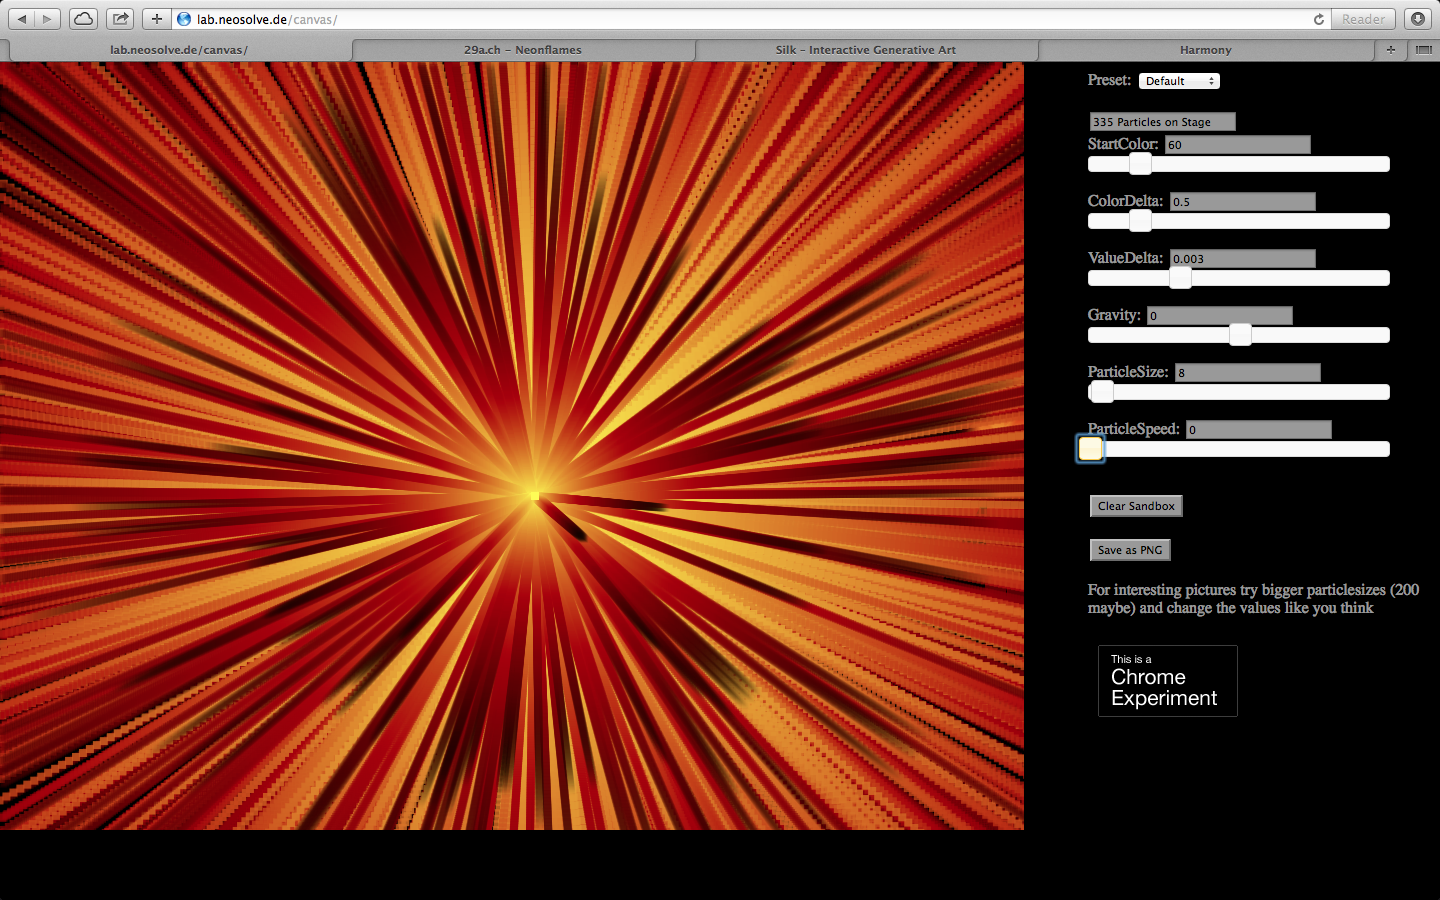 lab.neosolve.de/canvas/
Reader
lab.neosolve.de/canvas/
29a.ch – Neonflames
Silk – Interactive Generative Art
Harmony
Preset: Default
335 Particles on Stage
StartColor: 60
ColorDelta: 0.5
ValueDelta: 0.003
Gravity: 0
ParticleSize: 8
ParticleSpeed: 0
Clear Sandbox
Save as PNG
For interesting pictures try bigger particlesizes (200
maybe) and change the values like you think
This is a
Chrome
Experiment